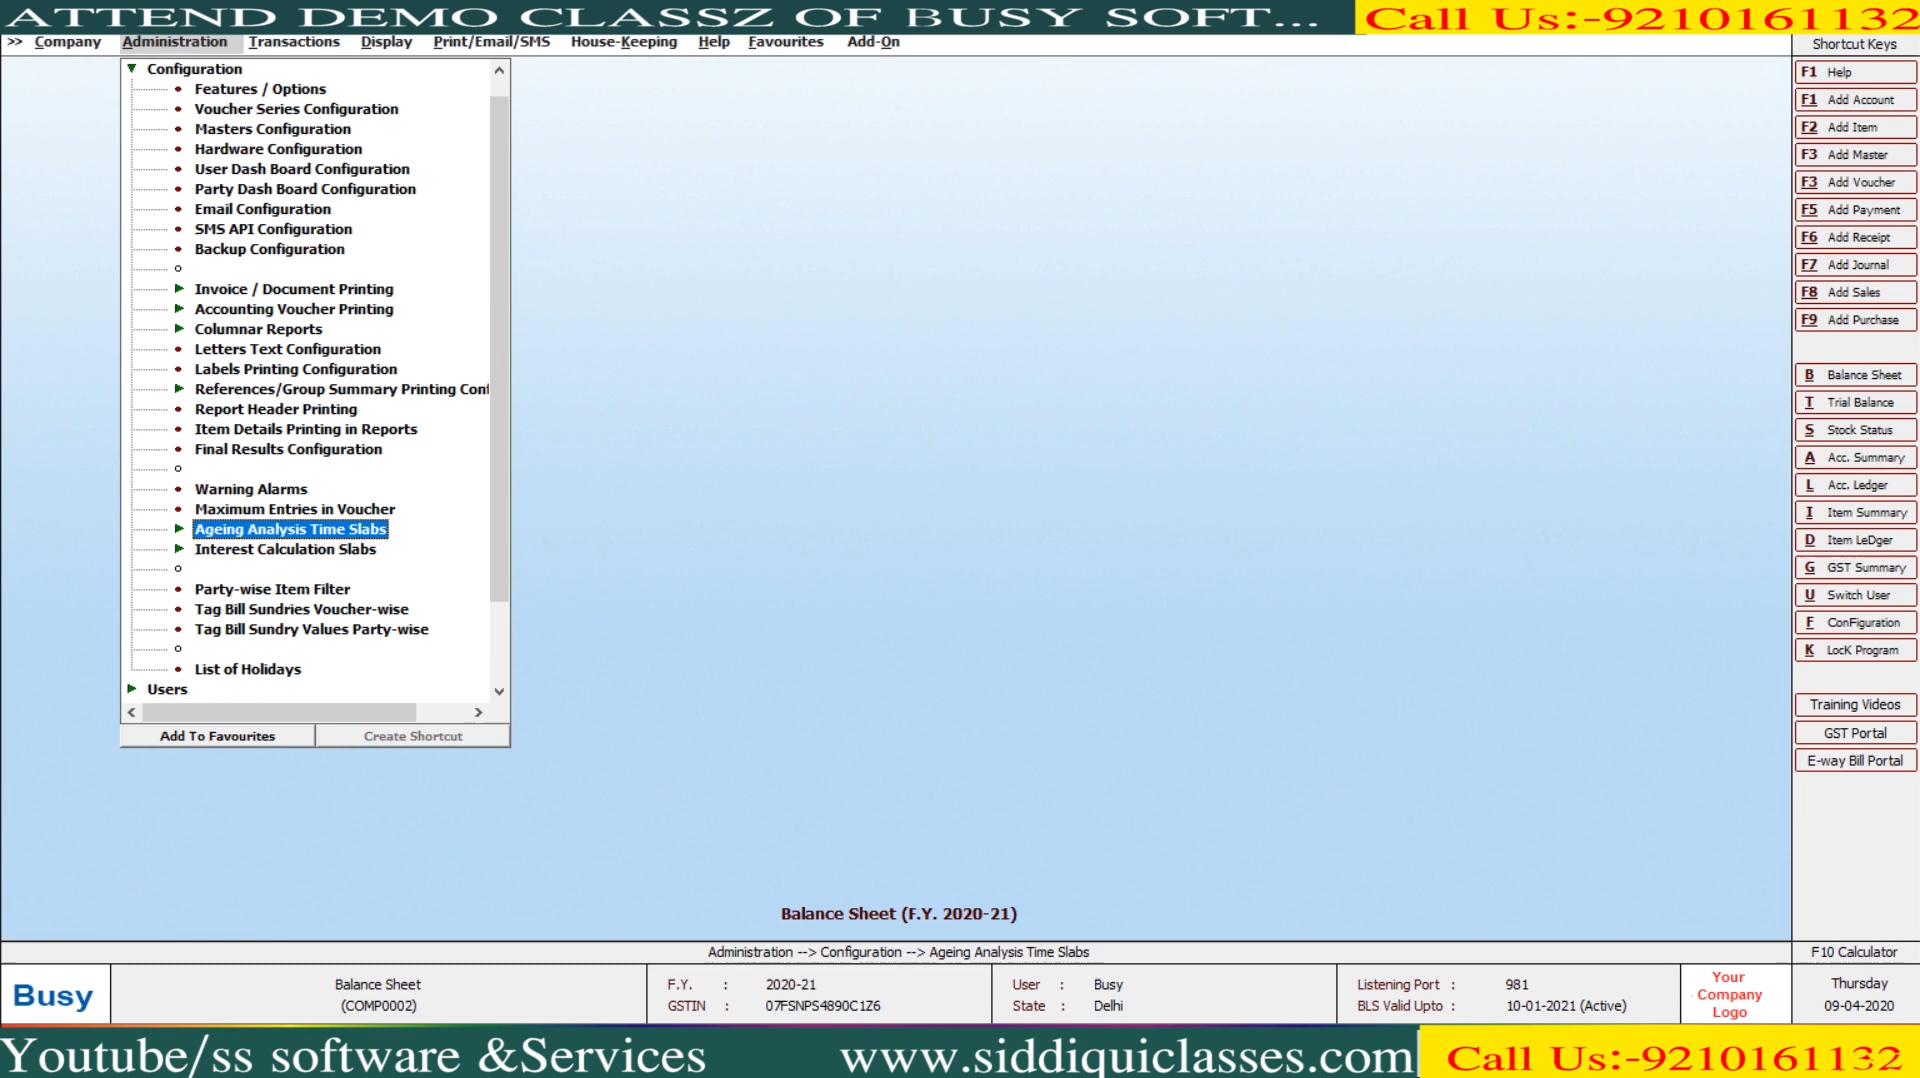 ATTEND DEMO CLASSZ OF BUSY SOFT...
Call Us:-9210161132
>> Company Administration Transactions Display Print/Email/SMS House-Keeping Help Favourites Add-On
Configuration
Features / Options
Voucher Series Configuration
Masters Configuration
Hardware Configuration
User Dash Board Configuration
Party Dash Board Configuration
Email Configuration
SMS API Configuration
Backup Configuration
Invoice / Document Printing
Accounting Voucher Printing
Columnar Reports
Letters Text Configuration
Labels Printing Configuration
References/Group Summary Printing Conf
Report Header Printing
Item Details Printing in Reports
Final Results Configuration
Warning Alarms
Maximum Entries in Voucher
Ageing Analysis Time Slabs
Interest Calculation Slabs
Party-wise Item Filter
Tag Bill Sundries Voucher-wise
Tag Bill Sundry Values Party-wise
List of Holidays
Users
Add To Favourites
Create Shortcut
Shortcut Keys
F1 Help
F1 Add Account
F2 Add Item
F3 Add Master
F3 Add Voucher
F5 Add Payment
F6 Add Receipt
F7 Add Journal
F8 Add Sales
F9 Add Purchase
B Balance Sheet
T Trial Balance
S Stock Status
A Acc. Summary
L Acc. Ledger
I Item Summary
D Item LeDger
G GST Summary
U Switch User
F ConFiguration
K LocK Program
Training Videos
GST Portal
E-way Bill Portal
Balance Sheet (F.Y. 2020-21)
Administration --> Configuration --> Ageing Analysis Time Slabs
F10 Calculator
Busy
Balance Sheet
(COMP0002)
F.Y. : 2020-21
GSTIN : 07FSNPS4890C1Z6
User : Busy
State : Delhi
Listening Port : 981
BLS Valid Upto : 10-01-2021 (Active)
Your
Company
Logo
Thursday
09-04-2020
Youtube/ss software &Services
www.siddiquiclasses.com
Call Us:-9210161132